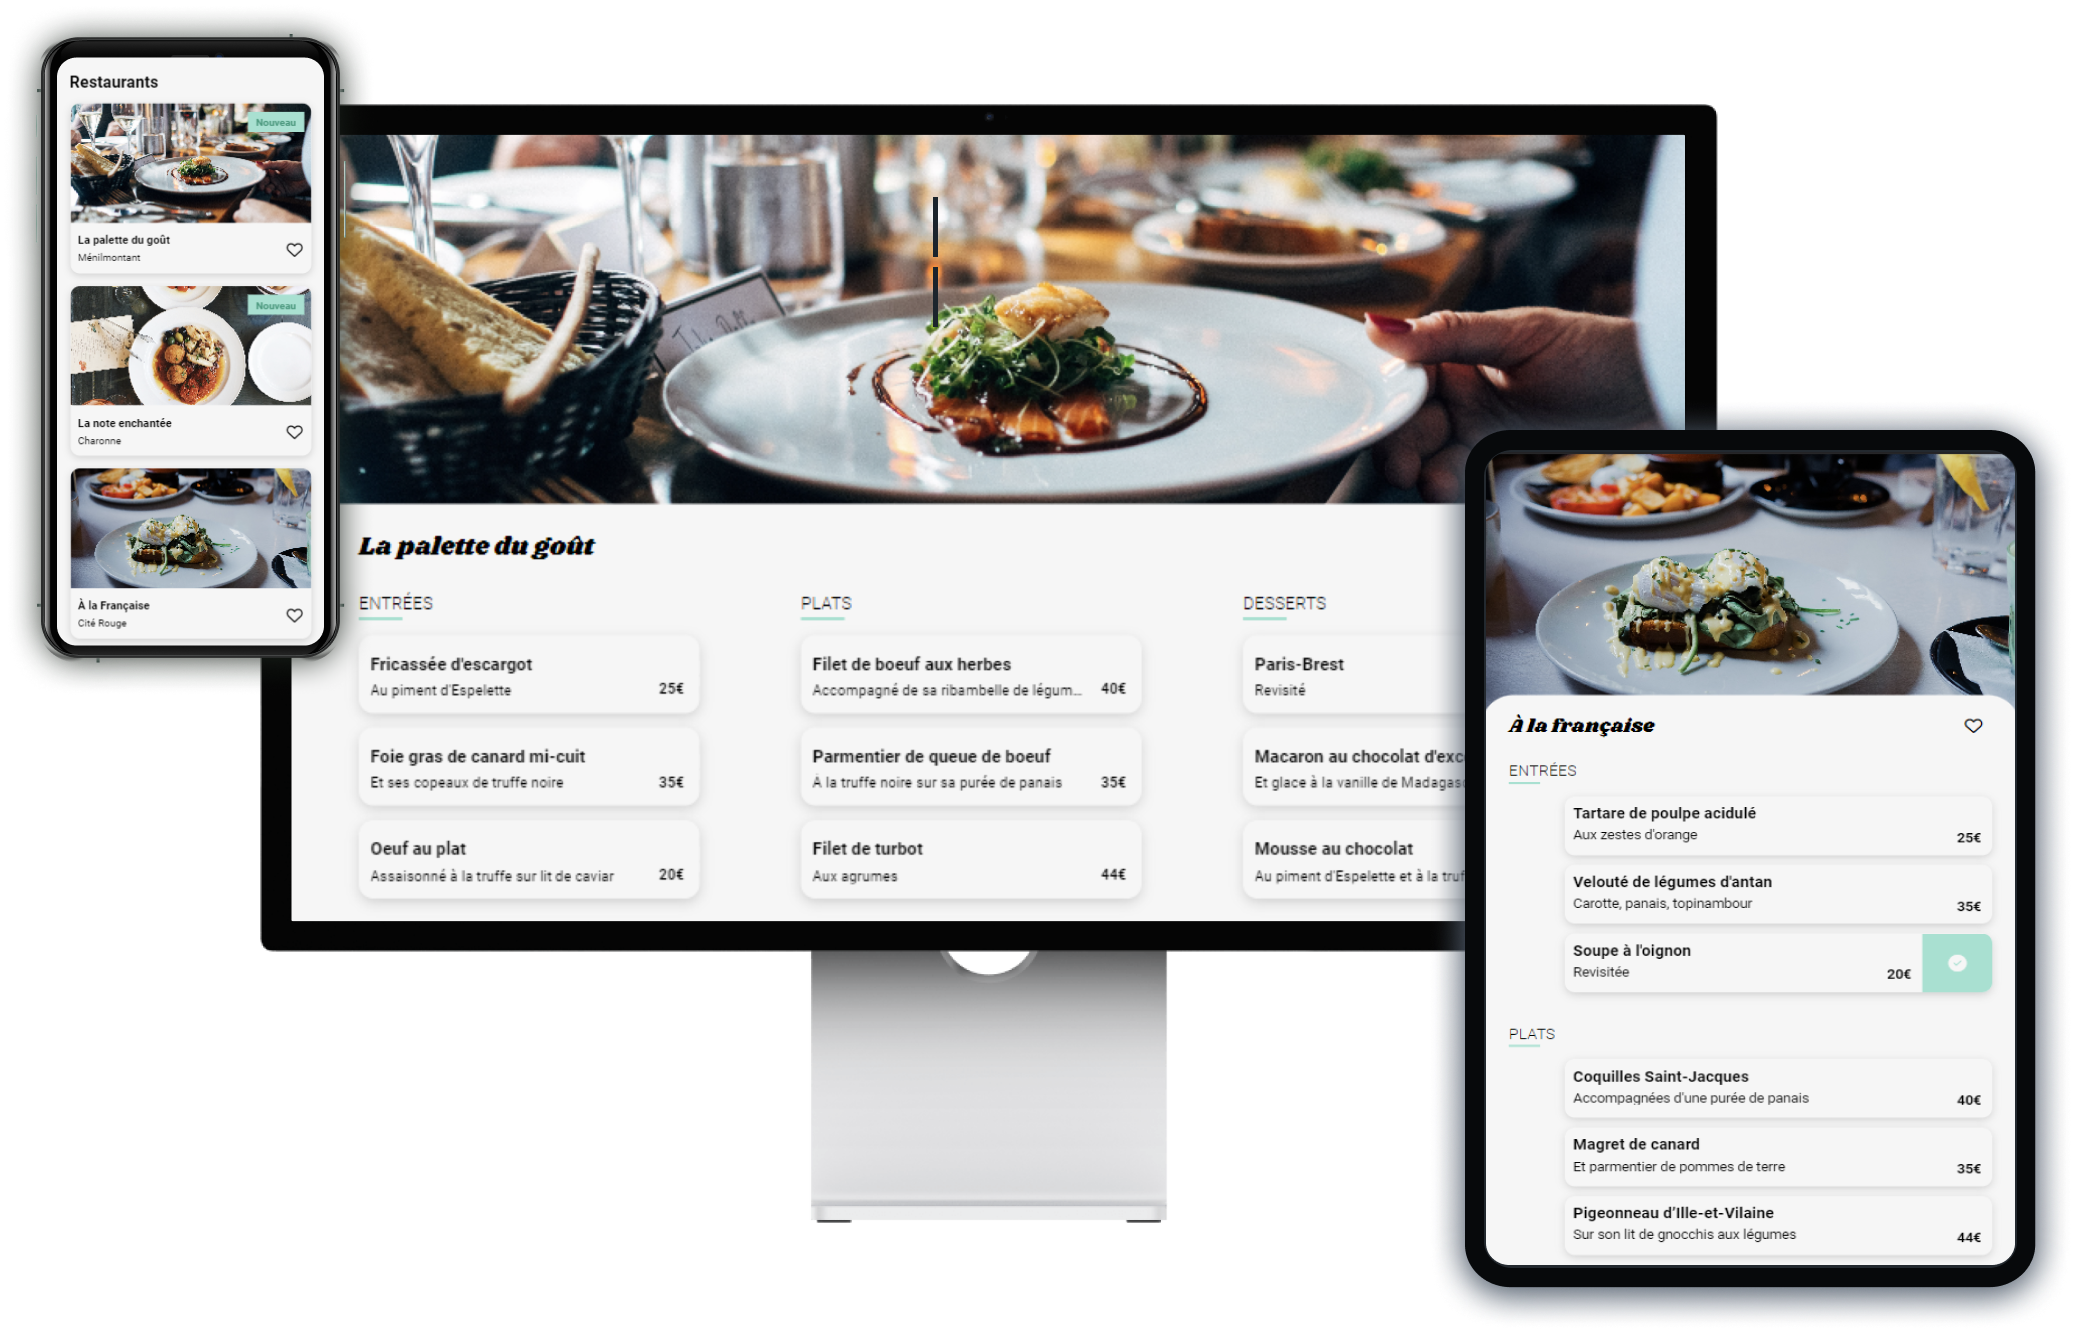 Restaurants
Nouveau
La palette du goût
Ménilmontant
Nouveau
La note enchantée
Charonne
À la Française
Cité Rouge
La palette du goût
ENTRÉES
Fricassée d'escargot
Au piment d'Espelette
25€
Foie gras de canard mi-cuit
Et ses copeaux de truffe noire
35€
Oeuf au plat
Assaisonné à la truffe sur lit de caviar
20€
PLATS
Filet de boeuf aux herbes
Accompagné de sa ribambelle de légum...
40€
Parmentier de queue de boeuf
À la truffe noire sur sa purée de panais
35€
Filet de turbot
Aux agrumes
44€
DESSERTS
Paris-Brest
Revisité
Macaron au chocolat d'exc
Et glace à la vanille de Madagasc
Mousse au chocolat
Au piment d'Espelette et à la truf
À la française
ENTRÉES
Tartare de poulpe acidulé
Aux zestes d'orange
25€
Velouté de légumes d'antan
Carotte, panais, topinambour
35€
Soupe à l'oignon
Revisitée
20€
PLATS
Coquilles Saint-Jacques
Accompagnées d'une purée de panais
40€
Magret de canard
Et parmentier de pommes de terre
35€
Pigeonneau d'Ille-et-Vilaine
Sur son lit de gnocchis aux légumes
44€